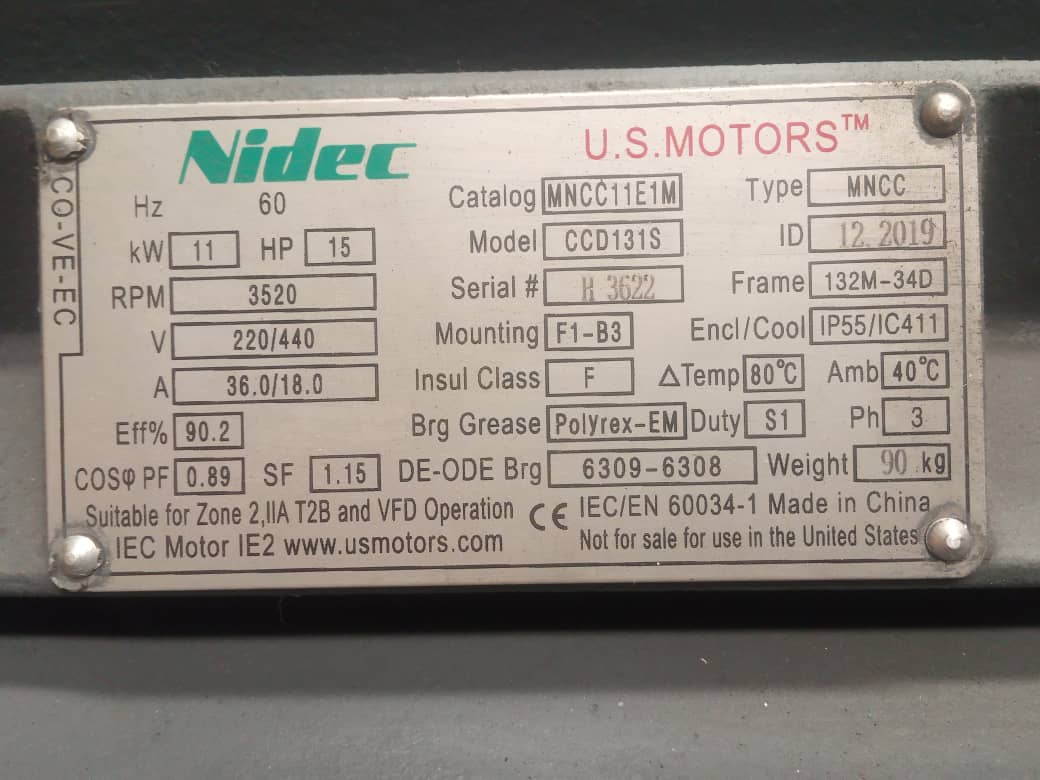 Nidec U.S.MOTORS™
CO-VE-EC
Hz 60
kW 11 HP 15
RPM 3520
V 220/440
A 36.0/18.0
Eff% 90.2
COSφ PF 0.89 SF 1.15
Catalog MNCC11E1M Type MNCC
Model CCD131S ID 12.2019
Serial # H 3622 Frame 132M-34D
Mounting F1-B3 Encl/Cool IP55/IC411
Insul Class F ΔTemp 80℃ Amb 40℃
Brg Grease Polyrex-EM Duty S1 Ph 3
DE-ODE Brg 6309-6308 Weight 90 kg
Suitable for Zone 2,IIA T2B and VFD Operation CE IEC/EN 60034-1 Made in China
IEC Motor IE2 www.usmotors.com Not for sale for use in the United States